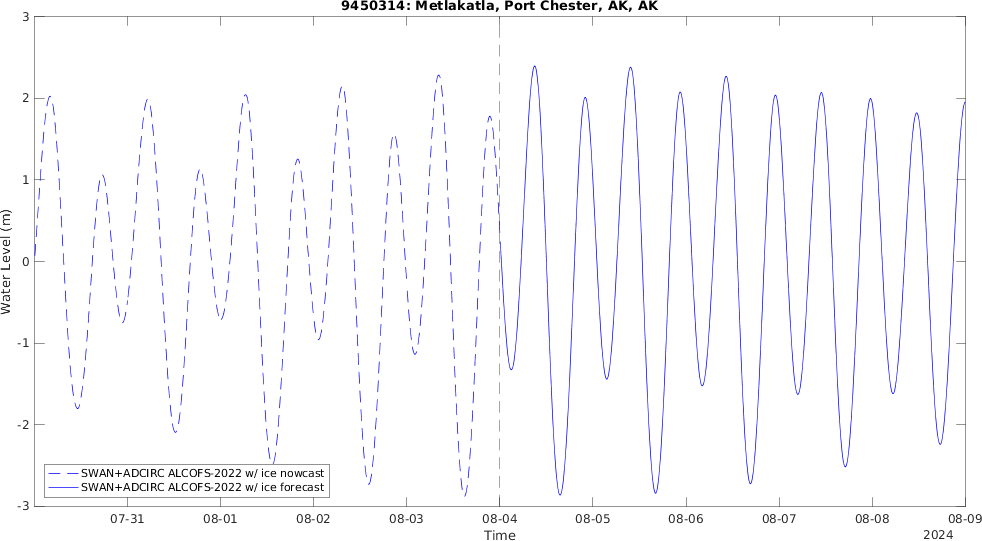 9450314: Metlakatla, Port Chester, AK, AK
3
2
1
0
-1
-2
-3
Water Level (m)
SWAN+ADCIRC ALCOFS-2022 w/ ice nowcast
SWAN+ADCIRC ALCOFS-2022 w/ ice forecast
07-31 08-01 08-02 08-03 08-04 08-05 08-06 08-07 08-08 08-09
Time
2024